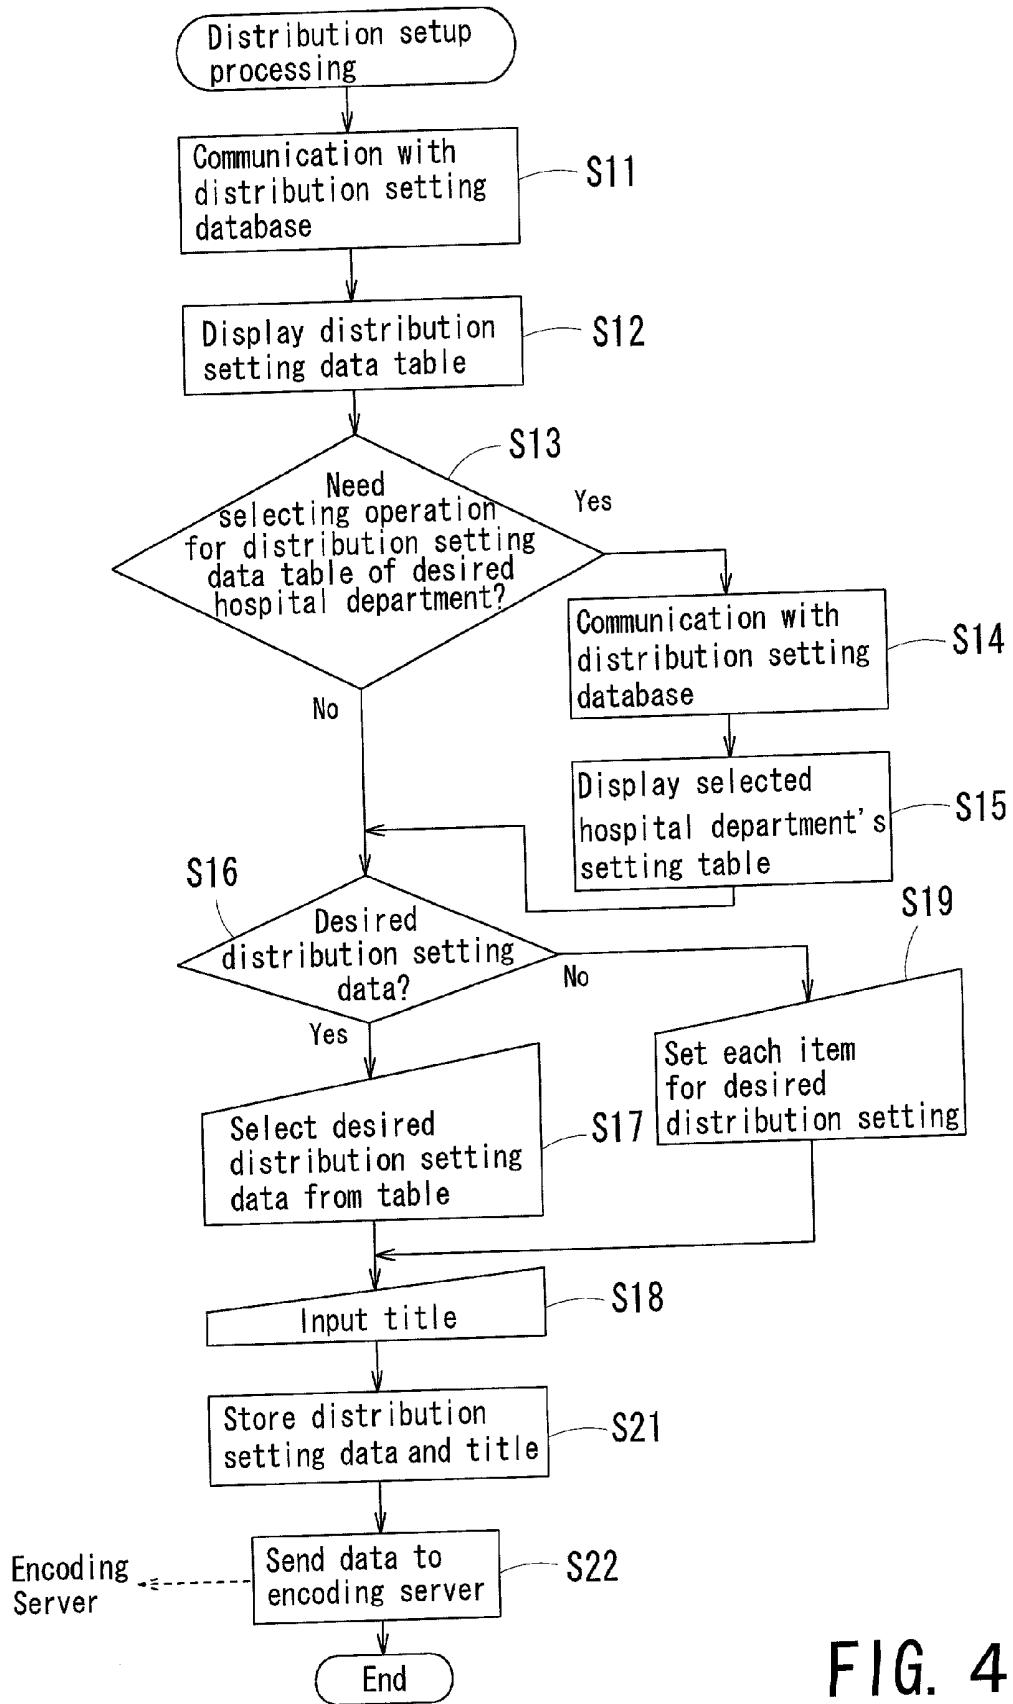 Distribution setup
processing
Communication with
distribution setting
database
S11
Display distribution
setting data table
S12
S13
Need
selecting operation
for distribution setting
data table of desired
hospital department?
Yes
No
Communication with
distribution setting
database
S14
Display selected
hospital department's
setting table
S15
S16
Desired
distribution setting
data?
No
Yes
S19
Set each item
for desired
distribution setting
Select desired
distribution setting
data from table
S17
Input title
S18
Store distribution
setting data and title
S21
Send data to
encoding server
S22
Encoding
Server
End
FIG. 4